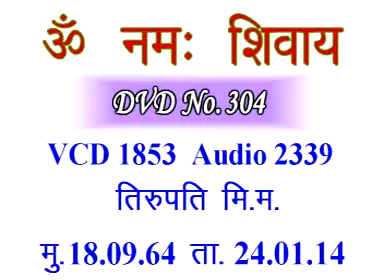 ॐ नमः शिवाय
DVD No. 304
VCD 1853 Audio 2339
तिरुपति मि.म.
मु.18.09.64 ता. 24.01.14